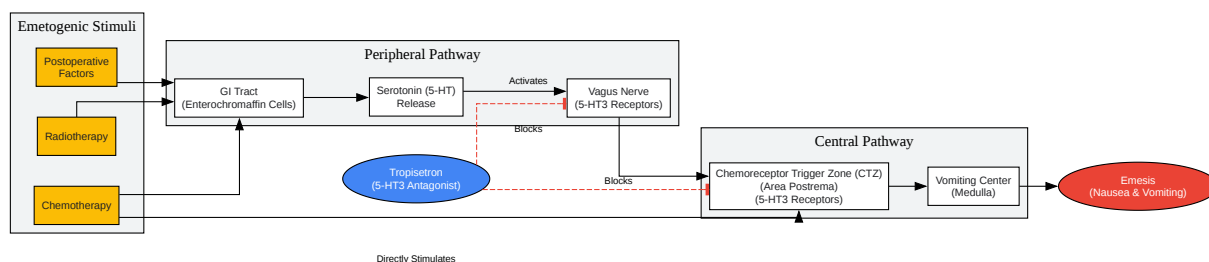 Emetogenic Stimuli
Postoperative
Factors
Radiotherapy
Chemotherapy
Peripheral Pathway
GI Tract
(Enterochromaffin Cells)
Serotonin (5-HT)
Release
Activates
Vagus Nerve
(5-HT3 Receptors)
Blocks
Tropisetron
(5-HT3 Antagonist)
Blocks
Central Pathway
Chemoreceptor Trigger Zone (CTZ)
(Area Postrema)
(5-HT3 Receptors)
Vomiting Center
(Medulla)
Emesis
(Nausea & Vomiting)
Directly Stimulates